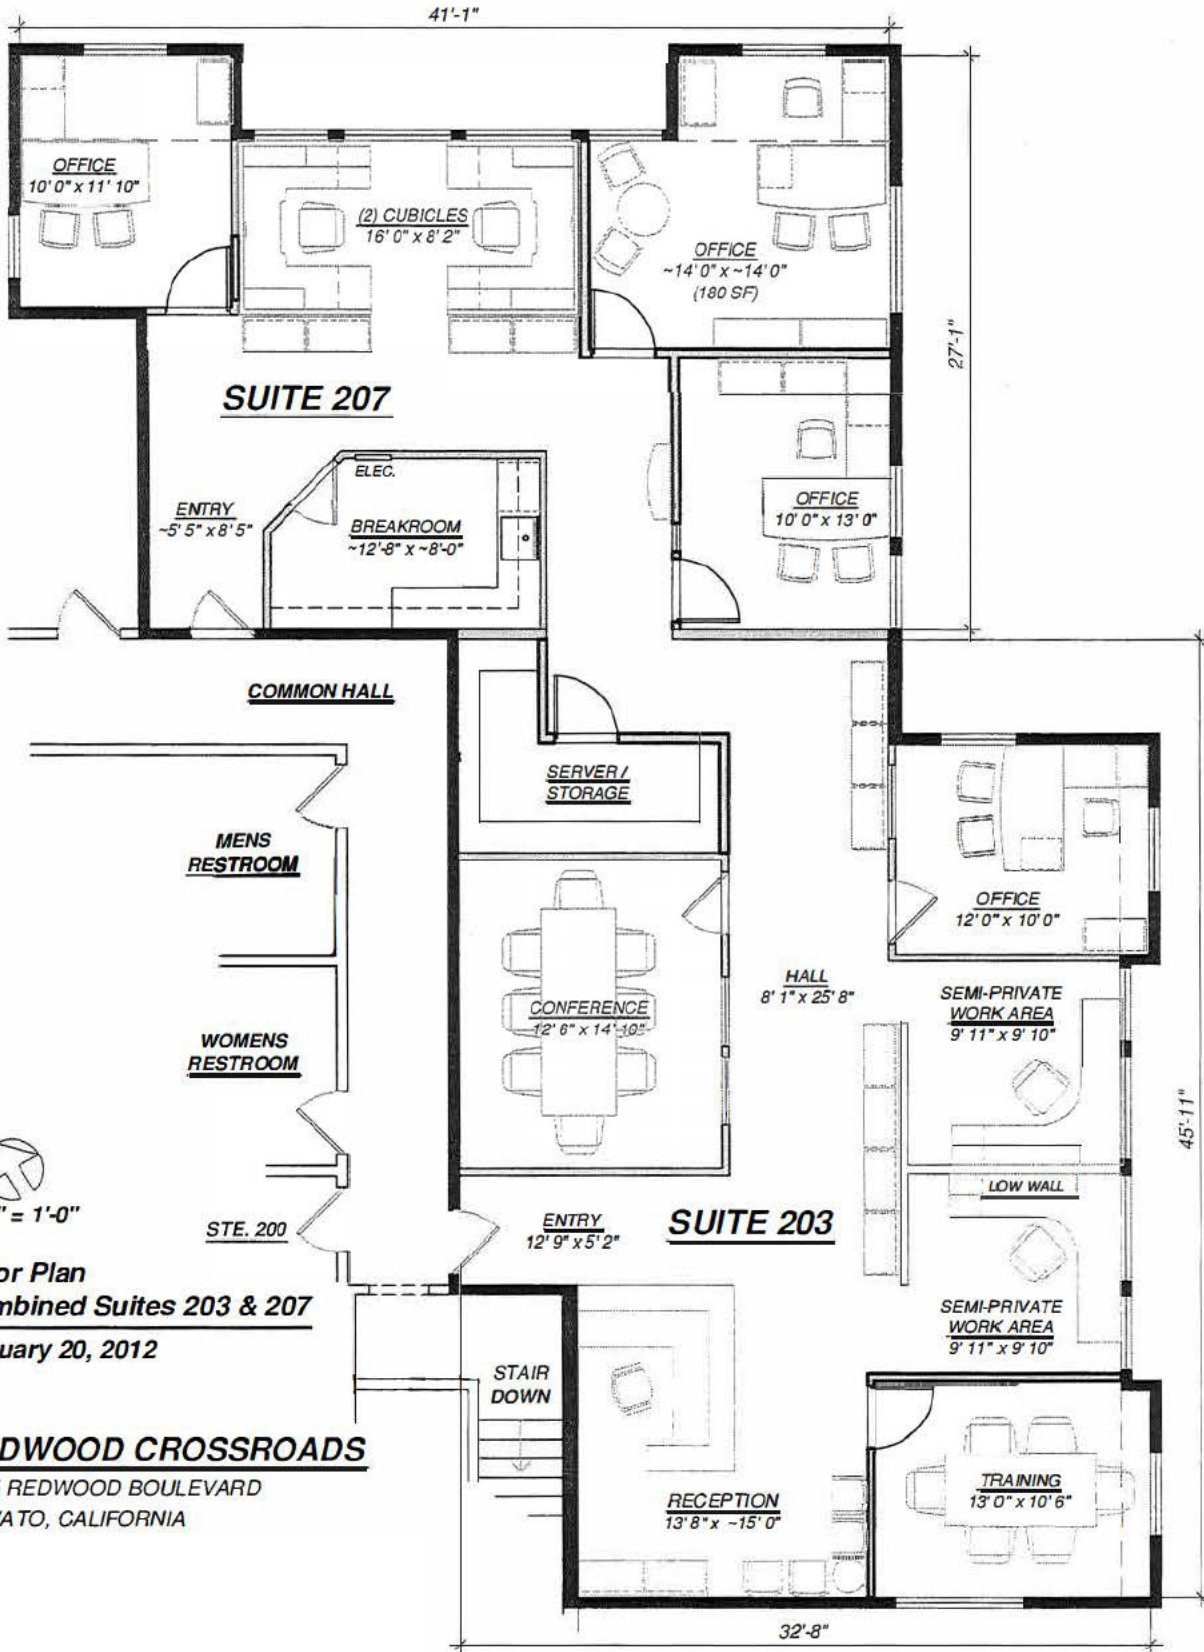 41'-1"
OFFICE
10' 0" x 11' 10"
(2) CUBICLES
16' 0" x 8' 2"
OFFICE
~14' 0" x ~14' 0"
(180 SF)
27'-1"
SUITE 207
ELEC.
ENTRY
~5' 5" x 8' 5"
BREAKROOM
~12'-8" x ~8'-0"
OFFICE
10' 0" x 13' 0"
COMMON HALL
SERVER /
STORAGE
MENS
RESTROOM
OFFICE
12' 0" x 10' 0"
HALL
8' 1" x 25' 8"
CONFERENCE
12' 6" x 14' 10"
SEMI-PRIVATE
WORK AREA
9' 11" x 9' 10"
WOMENS
RESTROOM
45'-11"
LOW WALL
" = 1'-0"
STE. 200
ENTRY
12' 9" x 5' 2"
SUITE 203
or Plan
mbined Suites 203 & 207
uary 20, 2012
SEMI-PRIVATE
WORK AREA
9' 11" x 9' 10"
STAIR
DOWN
DWOOD CROSSROADS
REDWOOD BOULEVARD
ATO, CALIFORNIA
RECEPTION
13' 8" x ~15' 0"
TRAINING
13' 0" x 10' 6"
32'-8"